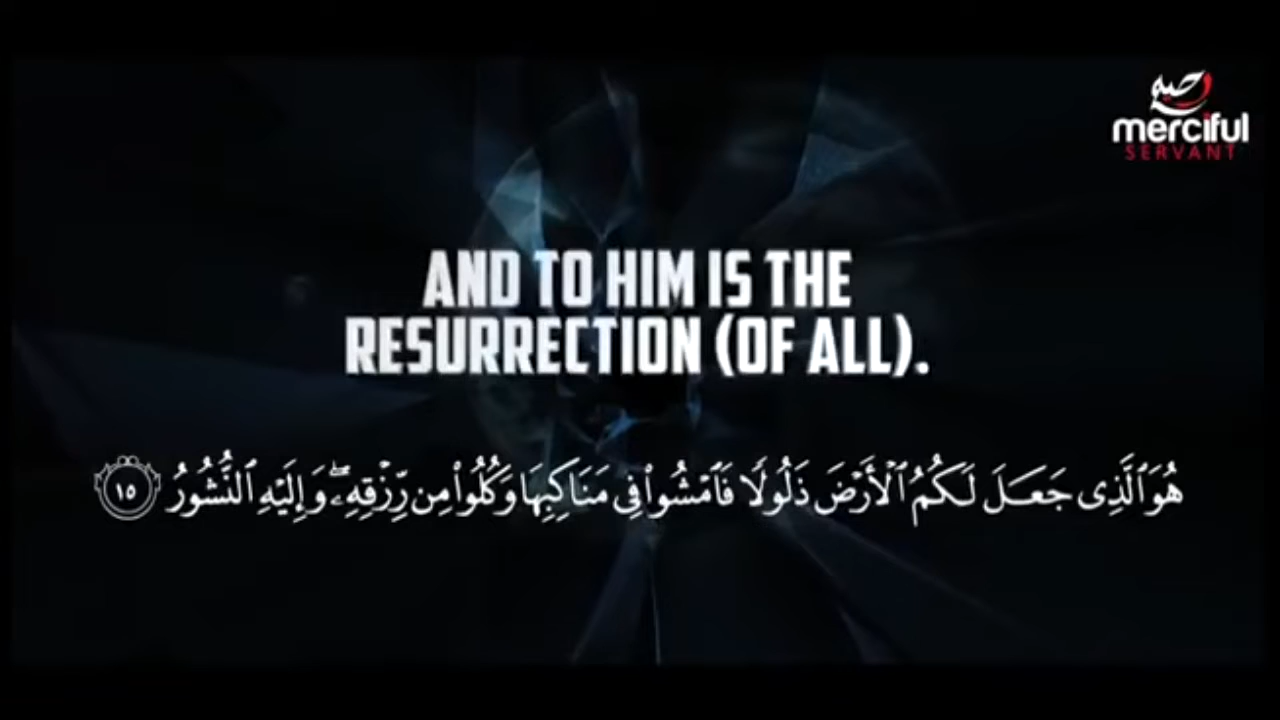 رحيم
merciful
SERVANT
AND TO HIM IS THE
RESURRECTION (OF ALL).
هُوَ ٱلَّذِى جَعَلَ لَكُمُ ٱلْأَرْضَ ذَلُولًا فَٱمْشُوا۟ فِى مَنَاكِبِهَا وَكُلُوا۟ مِن رِّزْقِهِۦ ۖ وَإِلَيْهِ ٱلنُّشُورُ ١٥